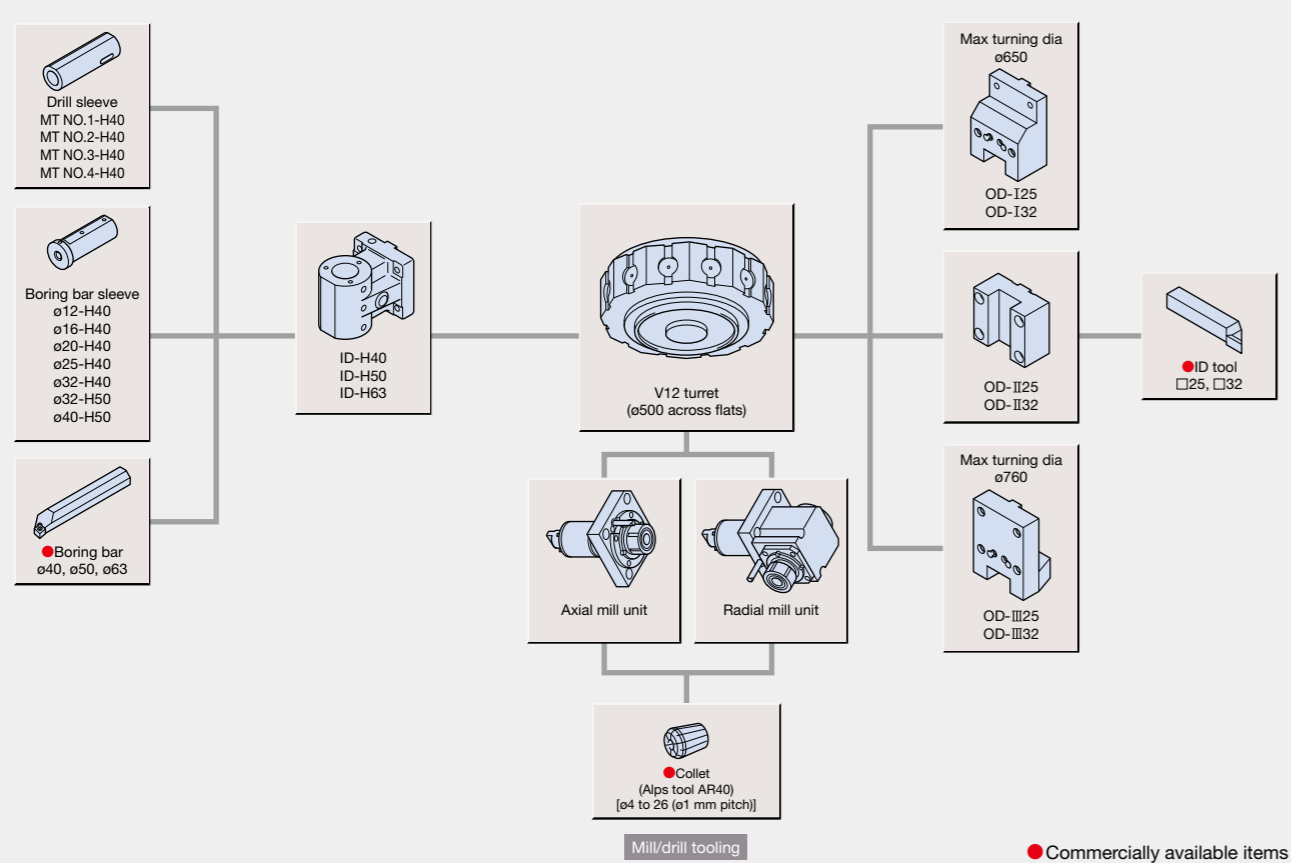 Drill sleeve
MT NO.1-H40
MT NO.2-H40
MT NO.3-H40
MT NO.4-H40
Boring bar sleeve
ø12-H40
ø16-H40
ø20-H40
ø25-H40
ø32-H40
ø32-H50
ø40-H50
●Boring bar
ø40, ø50, ø63
ID-H40
ID-H50
ID-H63
V12 turret
(ø500 across flats)
Axial mill unit
Radial mill unit
●Collet
(Alps tool AR40)
[ø4 to 26 (ø1 mm pitch)]
Mill/drill tooling
Max turning dia
ø650
OD-Ⅰ25
OD-Ⅰ32
OD-Ⅱ25
OD-Ⅱ32
Max turning dia
ø760
OD-Ⅲ25
OD-Ⅲ32
●ID tool
□25, □32
●Commercially available items